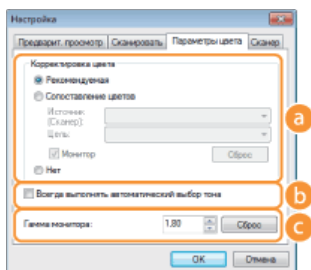 Настройка
Предварит. просмотр Сканировать Параметры цвета Сканер
Корректировка цвета
Рекомендуемая
Сопоставление цветов
Источник (Сканер):
Цель:
Монитор Сброс
Нет
a
Всегда выполнять автоматический выбор тона
b
Гамма монитора: 1.80 Сброс
c
OK Отмена